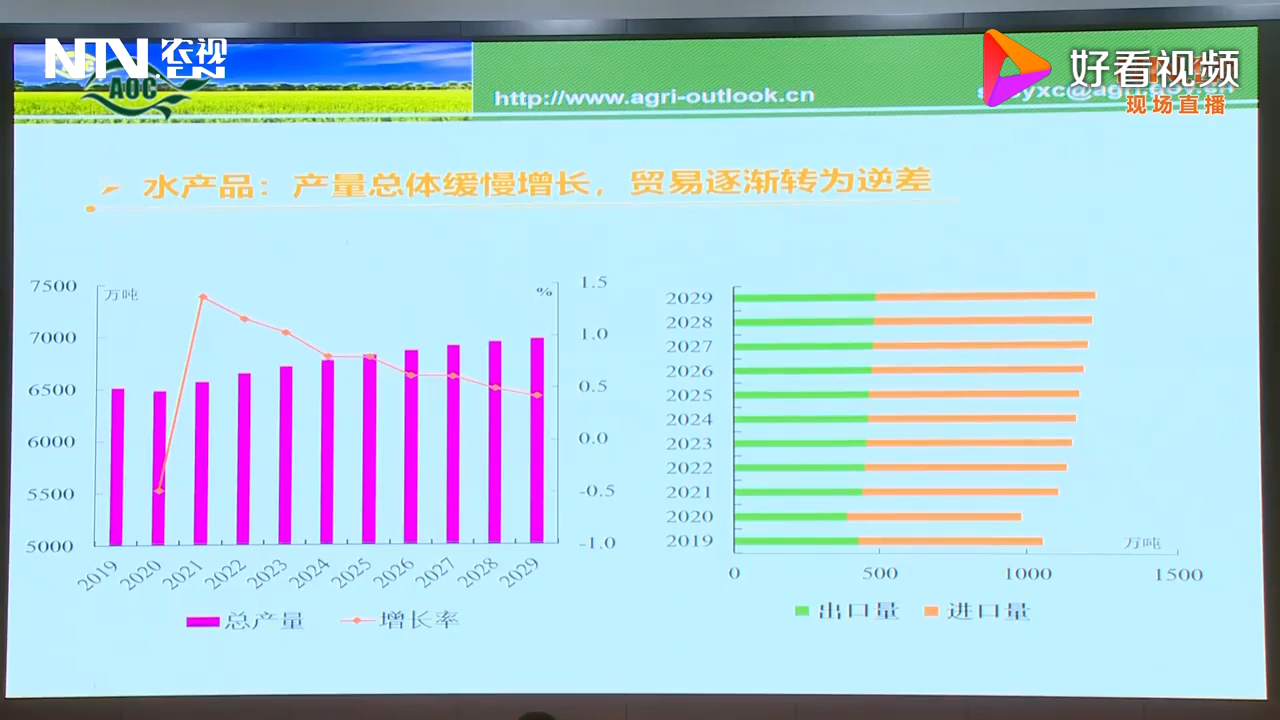 NTV.CN 农视
AOC
http://www.agri-outlook.cn
好看视频
现场直播
水产品：产量总体缓慢增长，贸易逐渐转为逆差
7500
7000
6500
6000
5500
5000
万吨
%
1.5
1.0
0.5
0.0
-0.5
-1.0
2019 2020 2021 2022 2023 2024 2025 2026 2027 2028 2029
总产量 增长率
2029
2028
2027
2026
2025
2024
2023
2022
2021
2020
2019
万吨
0 500 1000 1500
出口量 进口量